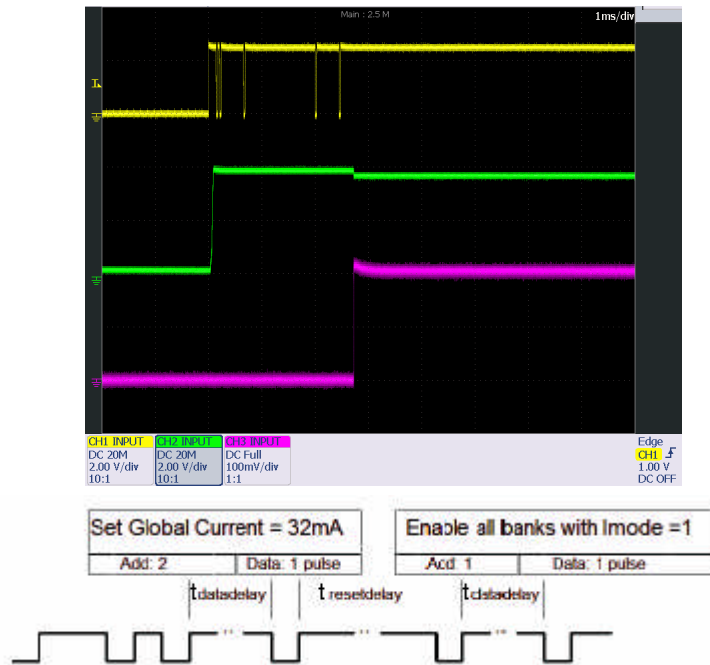 Main : 2.5 M
1ms/div
T
CH1 INPUT
DC 20M
2.00 V/div
10:1
CH2 INPUT
DC 20M
2.00 V/div
10:1
CH3 INPUT
DC Full
100mV/div
1:1
Edge
CH1
1.00 V
DC OFF
Set Global Current = 32mA
Add: 2
Data: 1 pulse
Enable all banks with Imode =1
Add: 1
Data: 1 pulse
t datadelay
t resetdelay
t datadelay